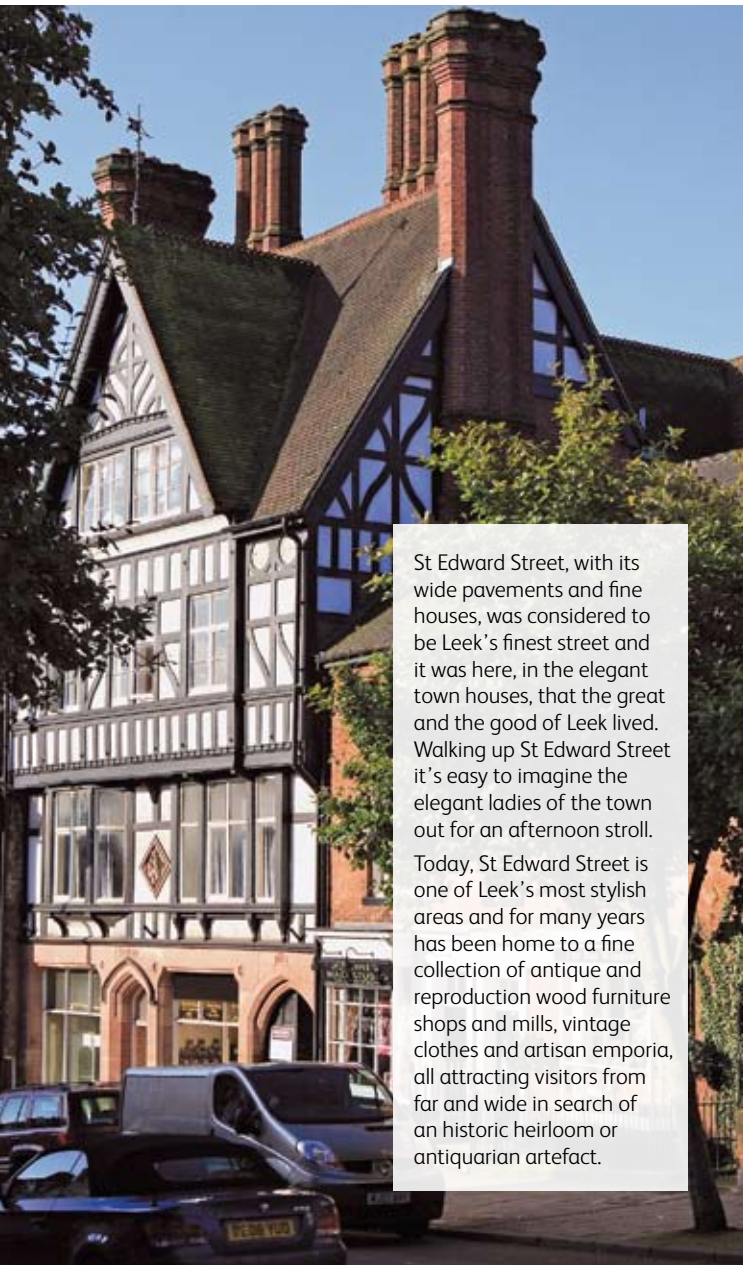 St Edward Street, with its
wide pavements and fine
houses, was considered to
be Leek's finest street and
it was here, in the elegant
town houses, that the great
and the good of Leek lived.
Walking up St Edward Street
it's easy to imagine the
elegant ladies of the town
out for an afternoon stroll.
Today, St Edward Street is
one of Leek's most stylish
areas and for many years
has been home to a fine
collection of antique and
reproduction wood furniture
shops and mills, vintage
clothes and artisan emporia,
all attracting visitors from
far and wide in search of
an historic heirloom or
antiquarian artefact.